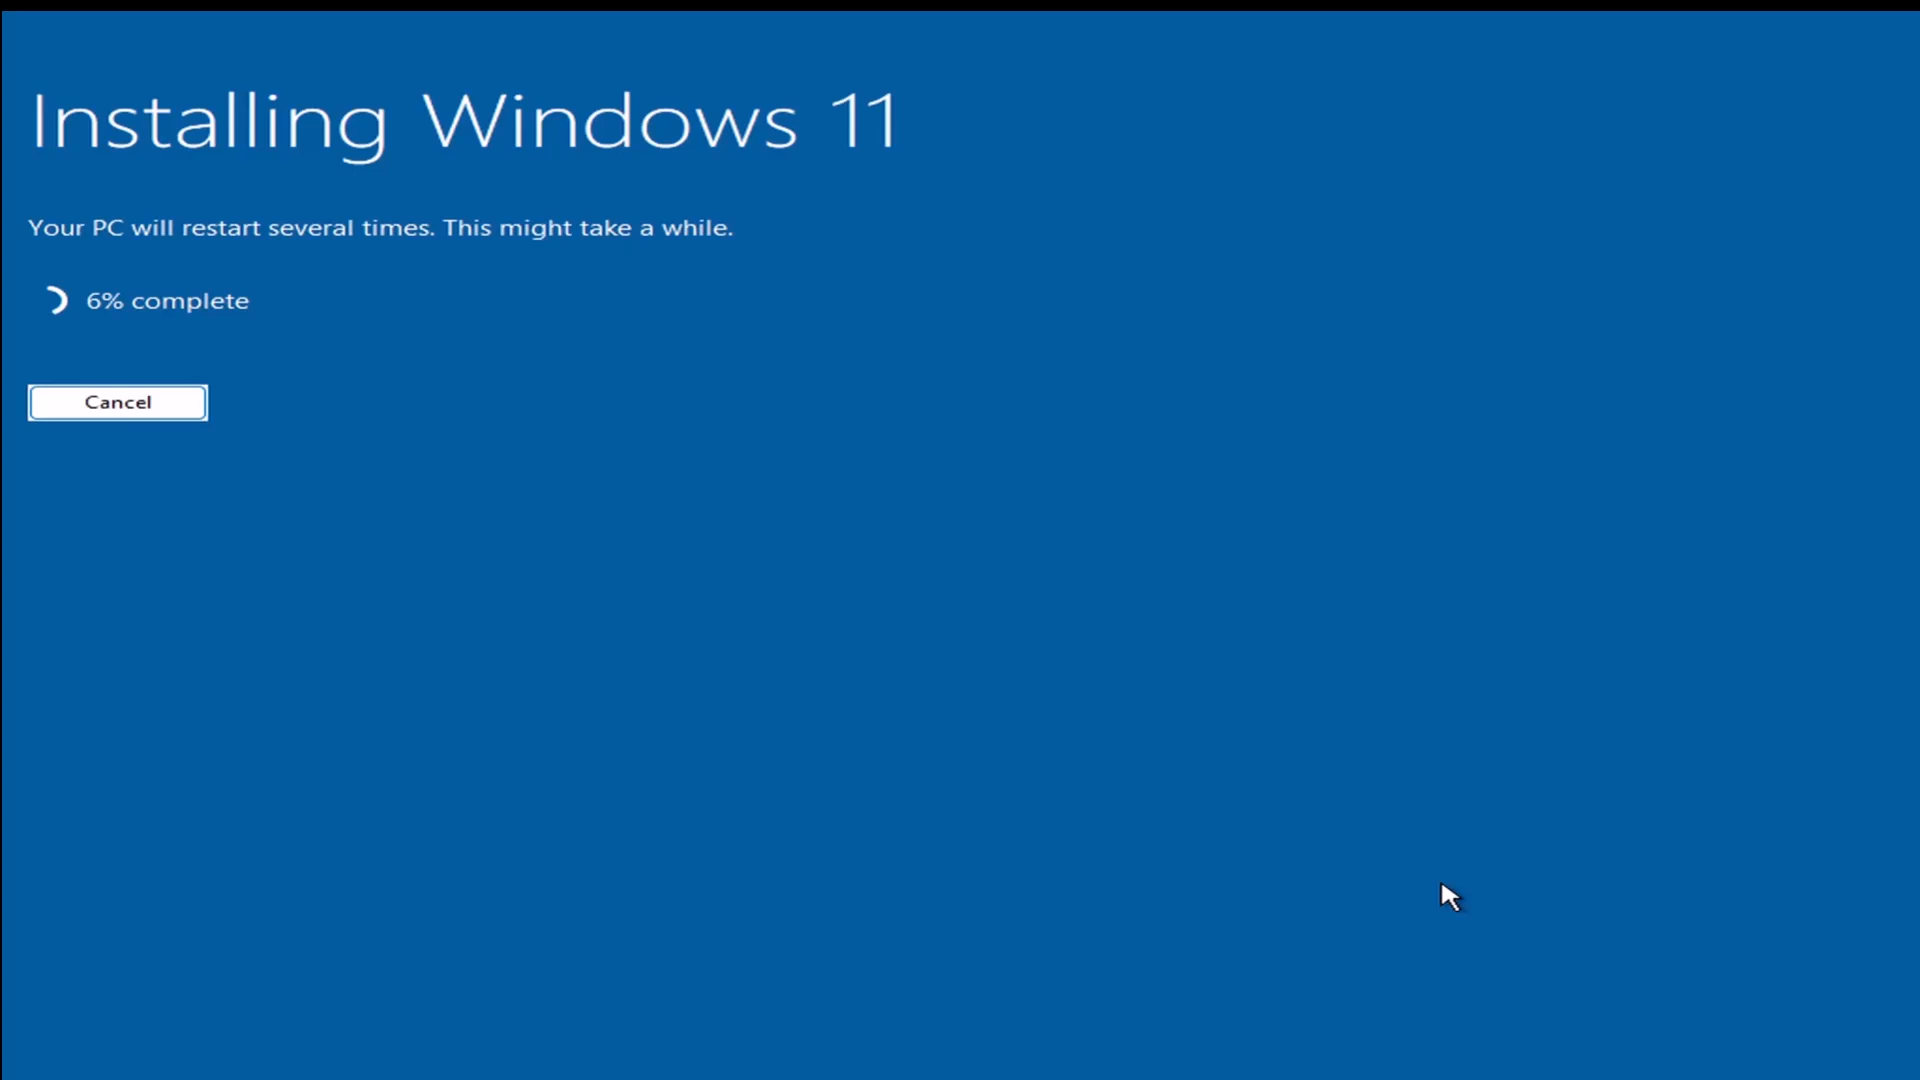 Installing Windows 11
Your PC will restart several times. This might take a while.
6% complete
Cancel